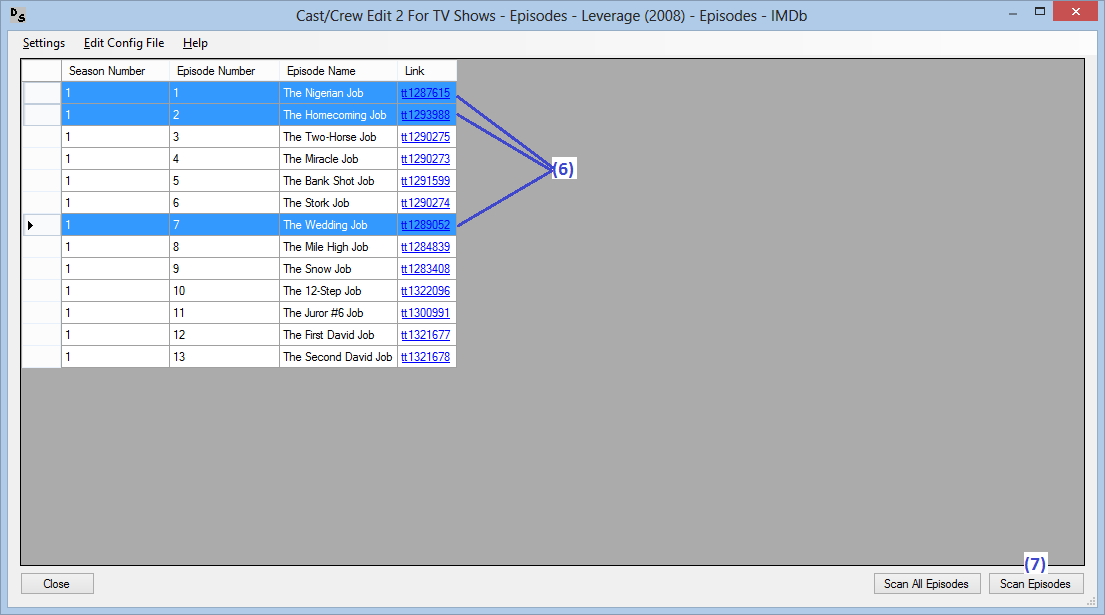 DS
Cast/Crew Edit 2 For TV Shows - Episodes - Leverage (2008) - Episodes - IMDb
Settings Edit Config File Help
Season Number Episode Number Episode Name Link
1 1 The Nigerian Job tt1287615
1 2 The Homecoming Job tt1293988
1 3 The Two-Horse Job tt1290275
1 4 The Miracle Job tt1290273
(6)
1 5 The Bank Shot Job tt1291599
1 6 The Stork Job tt1290274
1 7 The Wedding Job tt1289052
1 8 The Mile High Job tt1284839
1 9 The Snow Job tt1283408
1 10 The 12-Step Job tt1322096
1 11 The Juror #6 Job tt1300991
1 12 The First David Job tt1321677
1 13 The Second David Job tt1321678
(7)
Close Scan All Episodes Scan Episodes